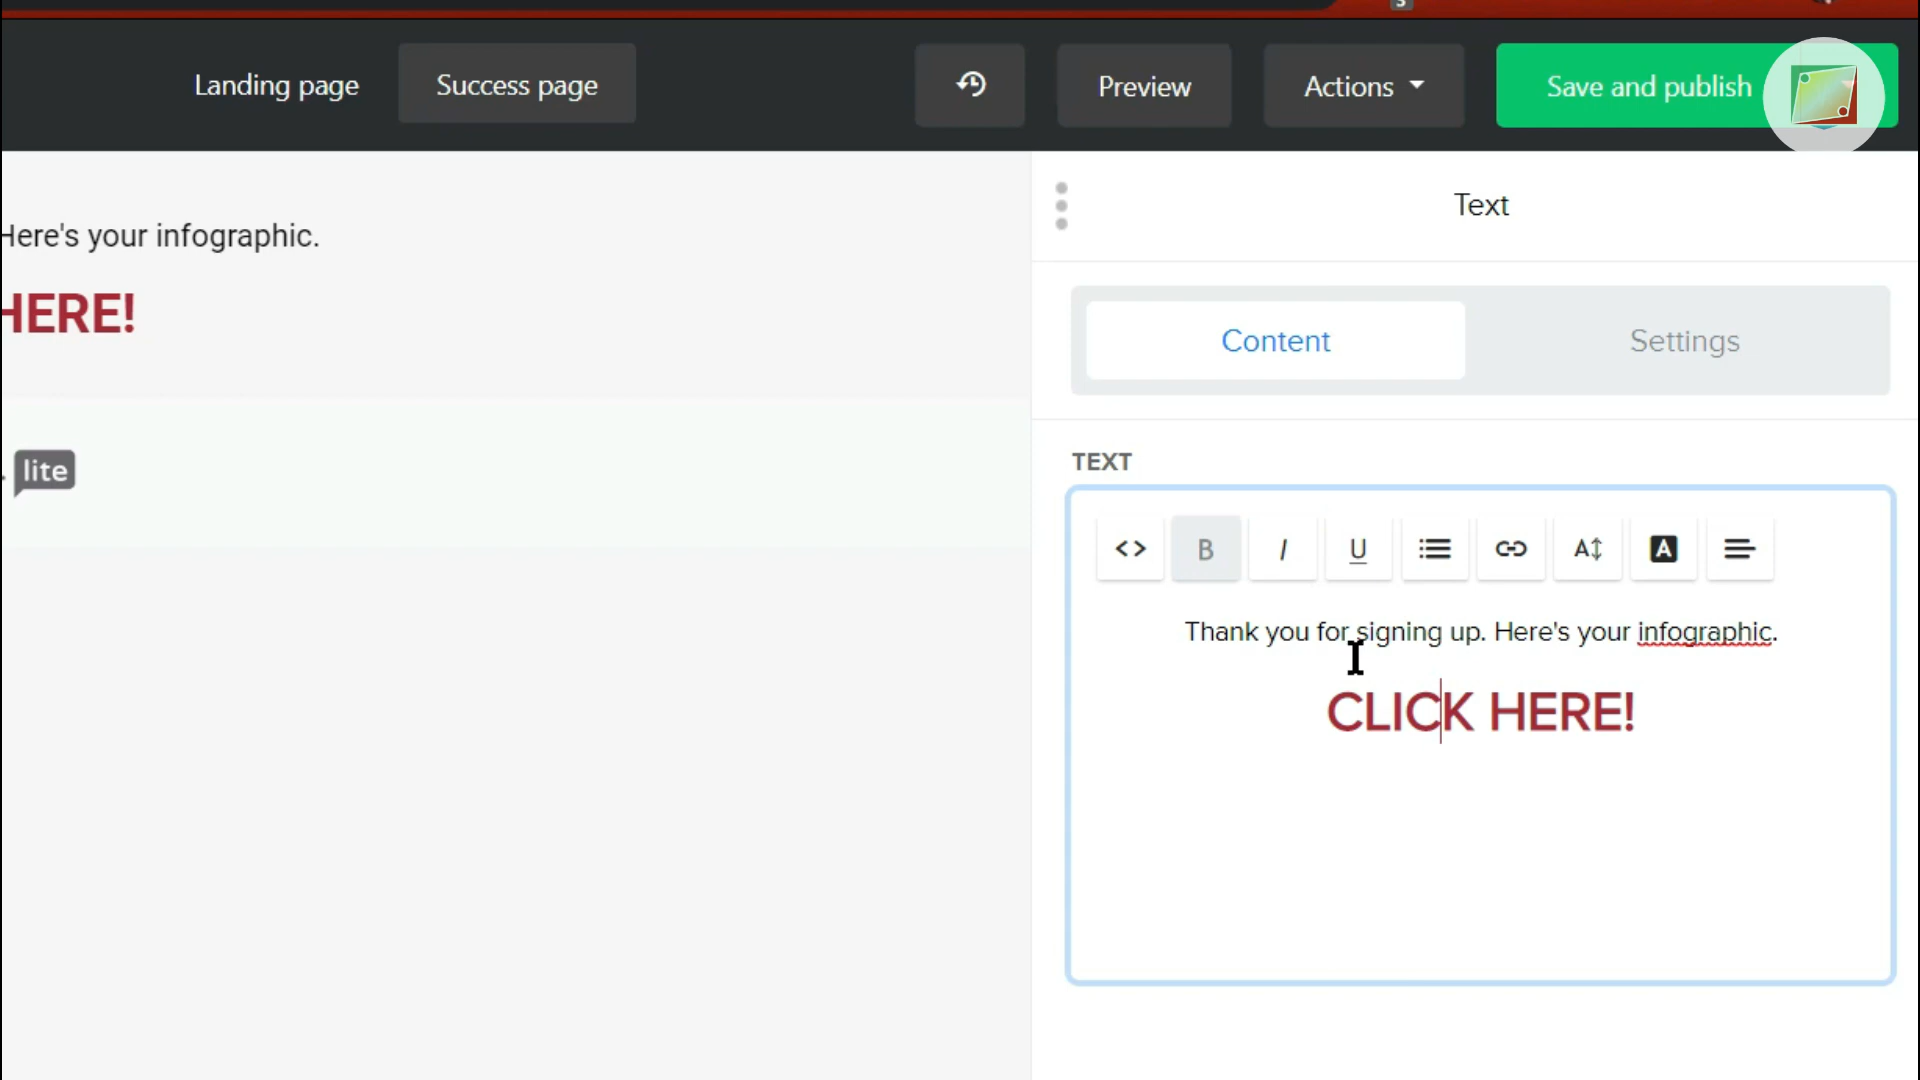 Landing page
Success page
Preview
Actions
Save and publish
Here's your infographic.
HERE!
lite
Text
Content
Settings
TEXT
B
I
U
A
A
Thank you for signing up. Here's your infographic.
CLICK HERE!